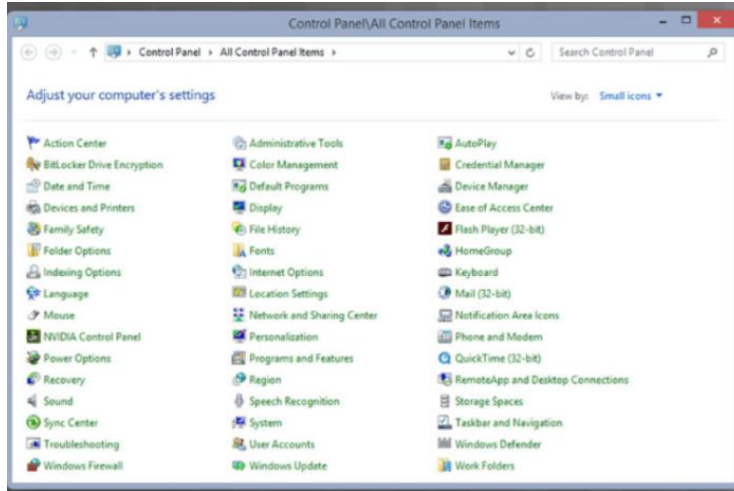 Control Panel\All Control Panel Items
Control Panel All Control Panel Items Search Control Panel
Adjust your computer's settings View by: Small icons
Action Center Administrative Tools AutoPlay
BitLocker Drive Encryption Color Management Credential Manager
Date and Time Default Programs Device Manager
Devices and Printers Display Ease of Access Center
Family Safety File History Flash Player (32-bit)
Folder Options Fonts HomeGroup
Indexing Options Internet Options Keyboard
Language Location Settings Mail (32-bit)
Mouse Network and Sharing Center Notification Area Icons
NVIDIA Control Panel Personalization Phone and Modem
Power Options Programs and Features QuickTime (32-bit)
Recovery Region RemoteApp and Desktop Connections
Sound Speech Recognition Storage Spaces
Sync Center System Taskbar and Navigation
Troubleshooting User Accounts Windows Defender
Windows Firewall Windows Update Work Folders